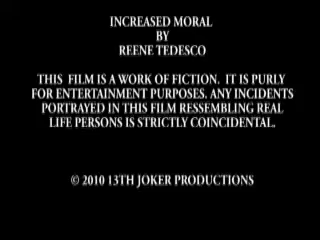 INCREASED MORAL
BY
REENE TEDESCO
THIS FILM IS A WORK OF FICTION. IT IS PURLY
FOR ENTERTAINMENT PURPOSES. ANY INCIDENTS
PORTRAYED IN THIS FILM RESSEMBLING REAL
LIFE PERSONS IS STRICTLY COINCIDENTAL.
© 2010 13TH JOKER PRODUCTIONS